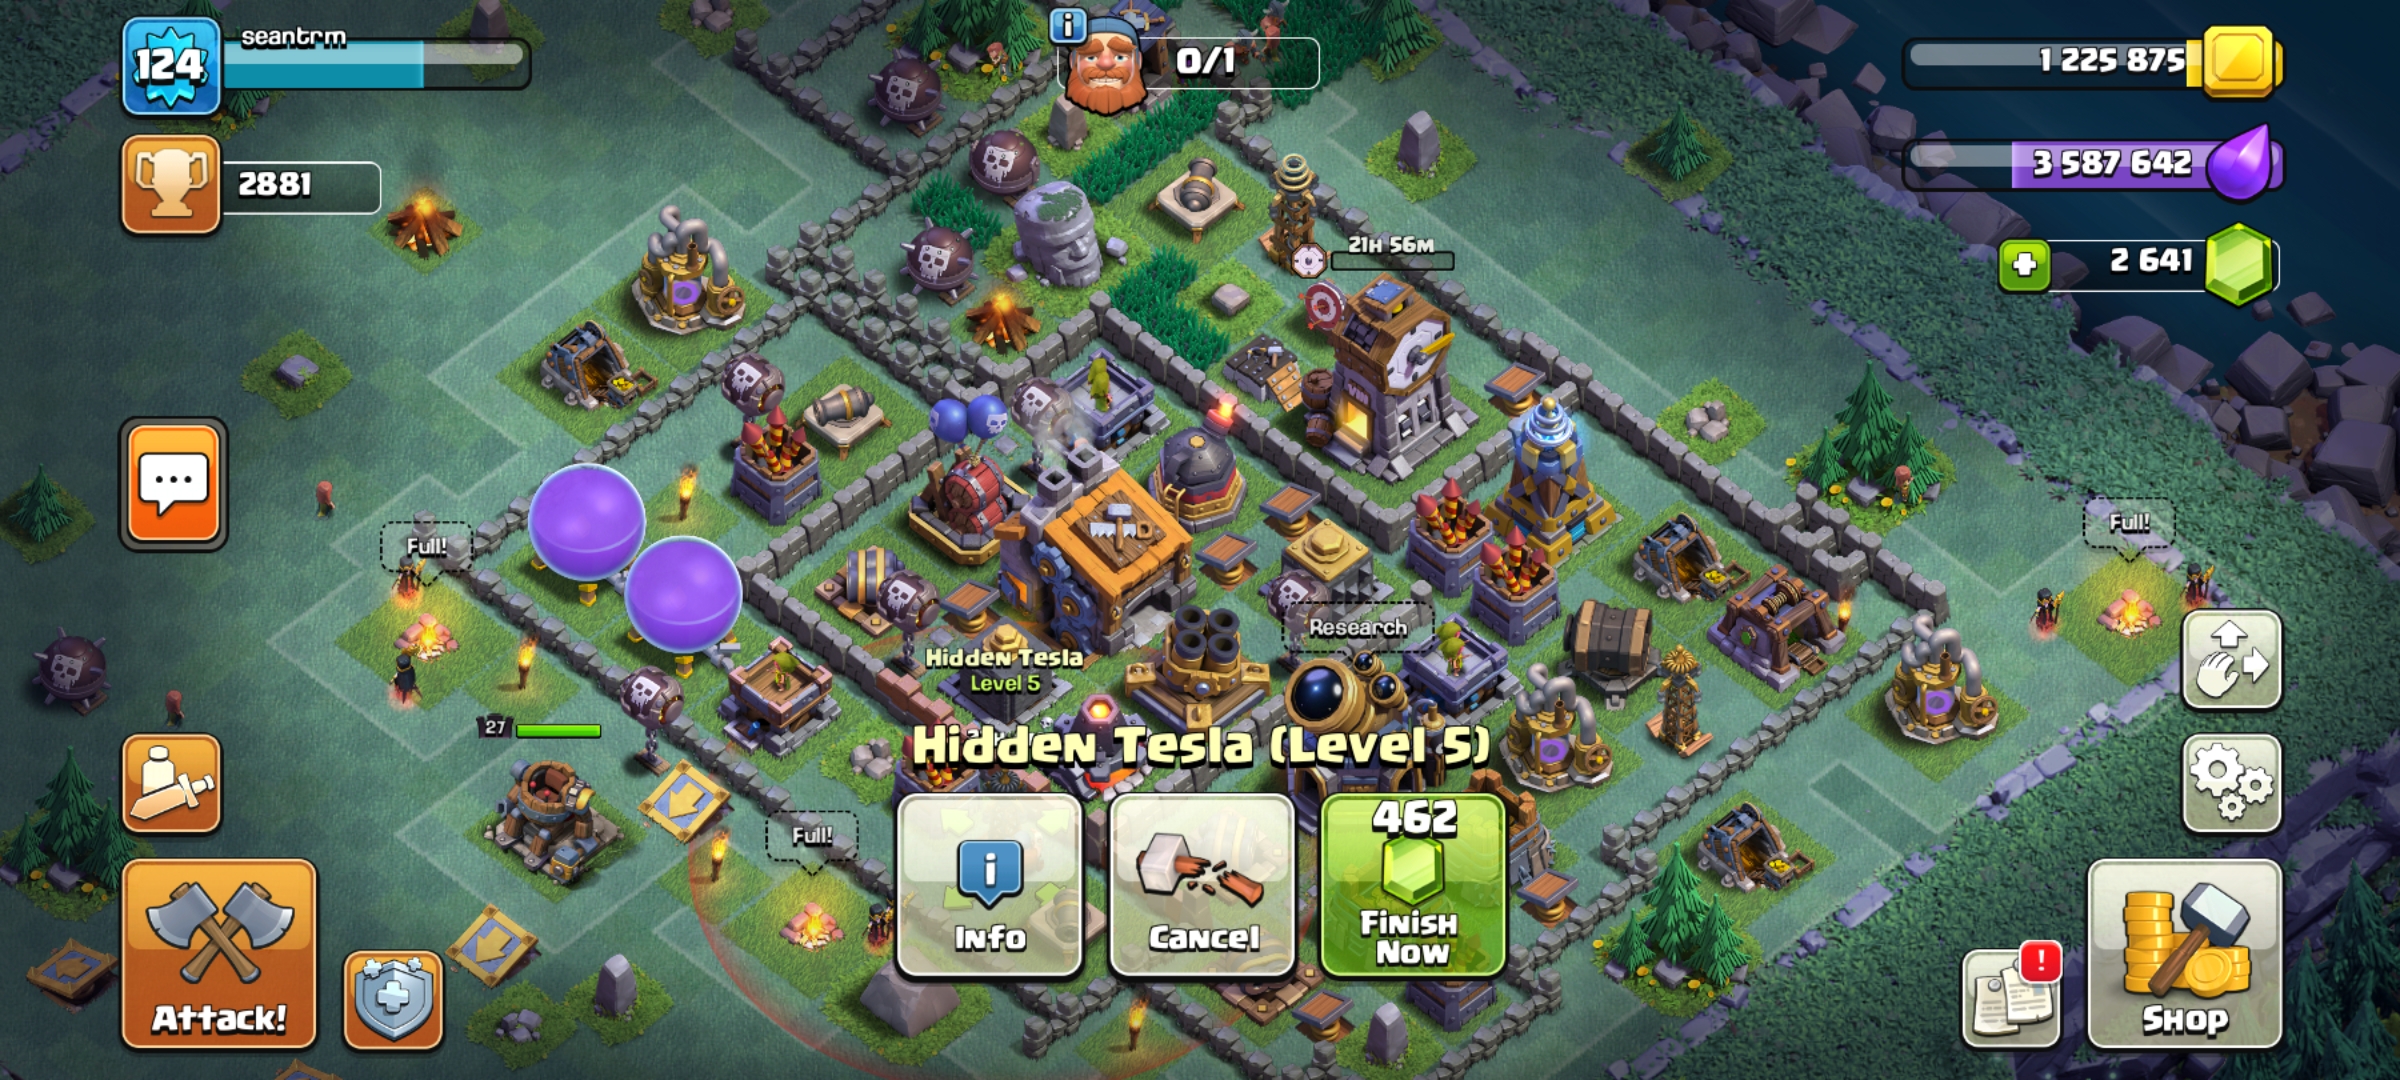 124
seantrm
0/1
1 225 875
3 587 642
2 641
2881
21H 56M
Full!
Full!
Research
Hidden Tesla
Level 5
27
Hidden Tesla (Level 5)
Full!
462
Info
Cancel
Finish
Now
Attack!
!
Shop